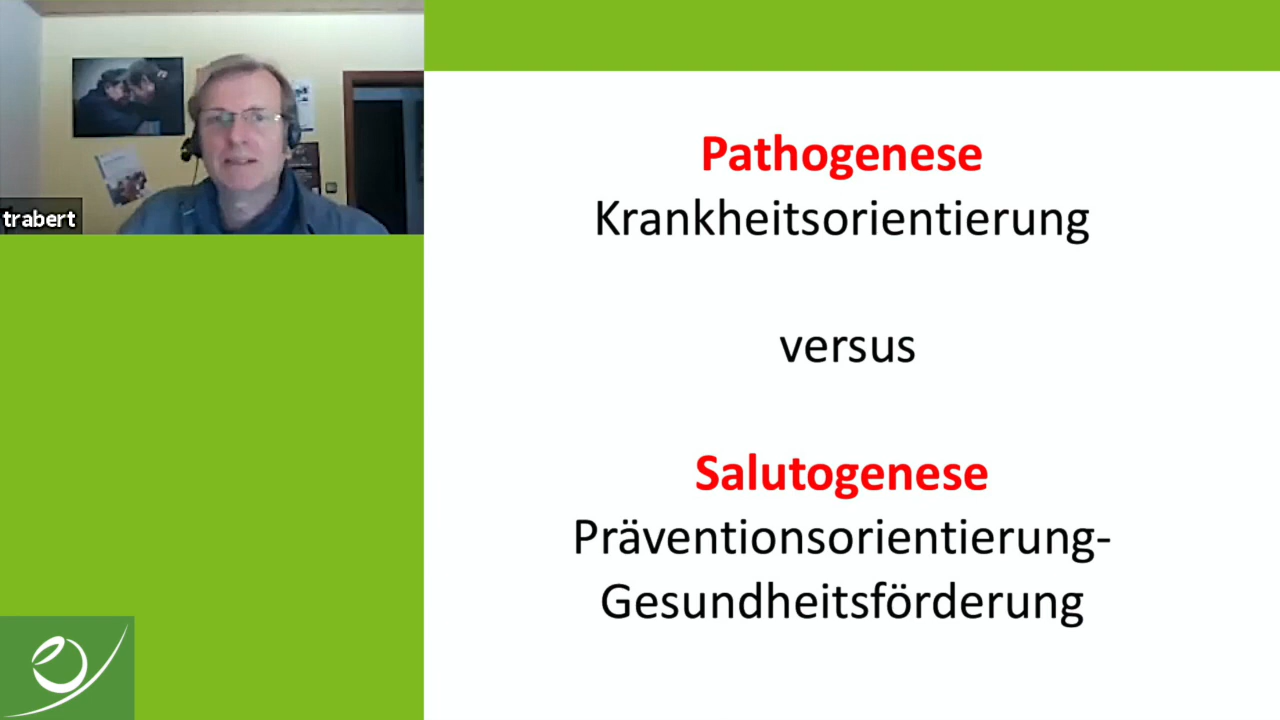 trabert
Pathogenese
Krankheitsorientierung
versus
Salutogenese
Präventionsorientierung-
Gesundheitsförderung